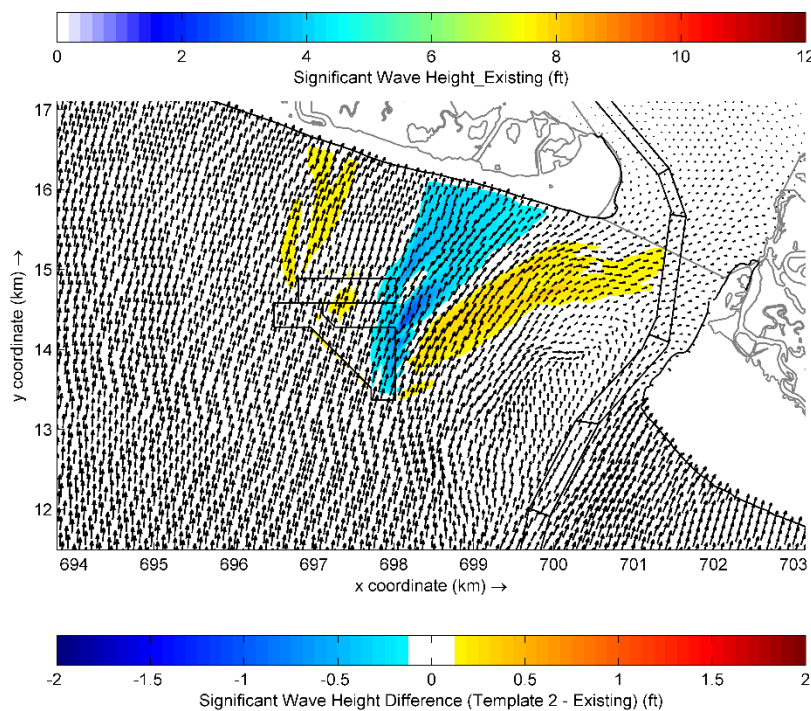 0 2 4 6 8 10 12
Significant Wave Height_Existing (ft)
17
16
15
14
13
12
y coordinate (km) →
694 695 696 697 698 699 700 701 702 703
x coordinate (km) →
-2 -1.5 -1 -0.5 0 0.5 1 1.5 2
Significant Wave Height Difference (Template 2 - Existing) (ft)